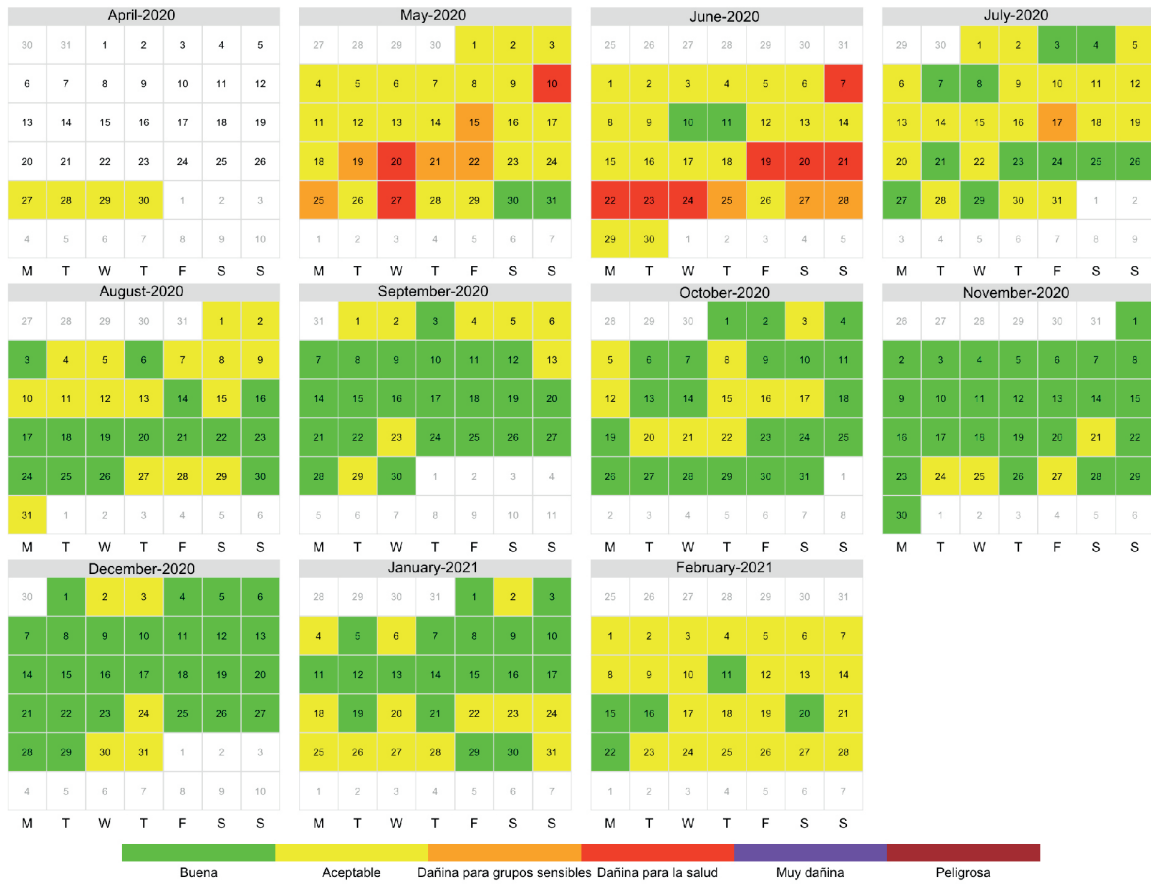 April-2020 May-2020 June-2020 July-2020
30 31 1 2 3 4 5 27 28 29 30 1 2 3 25 26 27 28 29 30 31 29 30 1 2 3 4 5
6 7 8 9 10 11 12 4 5 6 7 8 9 10 1 2 3 4 5 6 7 6 7 8 9 10 11 12
13 14 15 16 17 18 19 11 12 13 14 15 16 17 8 9 10 11 12 13 14 13 14 15 16 17 18 19
20 21 22 23 24 25 26 18 19 20 21 22 23 24 15 16 17 18 19 20 21 20 21 22 23 24 25 26
27 28 29 30 1 2 3 25 26 27 28 29 30 31 22 23 24 25 26 27 28 27 28 29 30 31 1 2
4 5 6 7 8 9 10 1 2 3 4 5 6 7 29 30 1 2 3 4 5 3 4 5 6 7 8 9
M T W T F S S M T W T F S S M T W T F S S M T W T F S S
August-2020 September-2020 October-2020 November-2020
27 28 29 30 31 1 2 31 1 2 3 4 5 6 28 29 30 1 2 3 4 26 27 28 29 30 31 1
3 4 5 6 7 8 9 7 8 9 10 11 12 13 5 6 7 8 9 10 11 2 3 4 5 6 7 8
10 11 12 13 14 15 16 14 15 16 17 18 19 20 12 13 14 15 16 17 18 9 10 11 12 13 14 15
17 18 19 20 21 22 23 21 22 23 24 25 26 27 19 20 21 22 23 24 25 16 17 18 19 20 21 22
24 25 26 27 28 29 30 28 29 30 1 2 3 4 26 27 28 29 30 31 1 23 24 25 26 27 28 29
31 1 2 3 4 5 6 5 6 7 8 9 10 11 2 3 4 5 6 7 8 30 1 2 3 4 5 6
M T W T F S S M T W T F S S M T W T F S S M T W T F S S
December-2020 January-2021 February-2021
30 1 2 3 4 5 6 28 29 30 31 1 2 3 25 26 27 28 29 30 31
7 8 9 10 11 12 13 4 5 6 7 8 9 10 1 2 3 4 5 6 7
14 15 16 17 18 19 20 11 12 13 14 15 16 17 8 9 10 11 12 13 14
21 22 23 24 25 26 27 18 19 20 21 22 23 24 15 16 17 18 19 20 21
28 29 30 31 1 2 3 25 26 27 28 29 30 31 22 23 24 25 26 27 28
4 5 6 7 8 9 10 1 2 3 4 5 6 7 1 2 3 4 5 6 7
M T W T F S S M T W T F S S M T W T F S S
Buena Aceptable Dañina para grupos sensibles Dañina para la salud Muy dañina Peligrosa